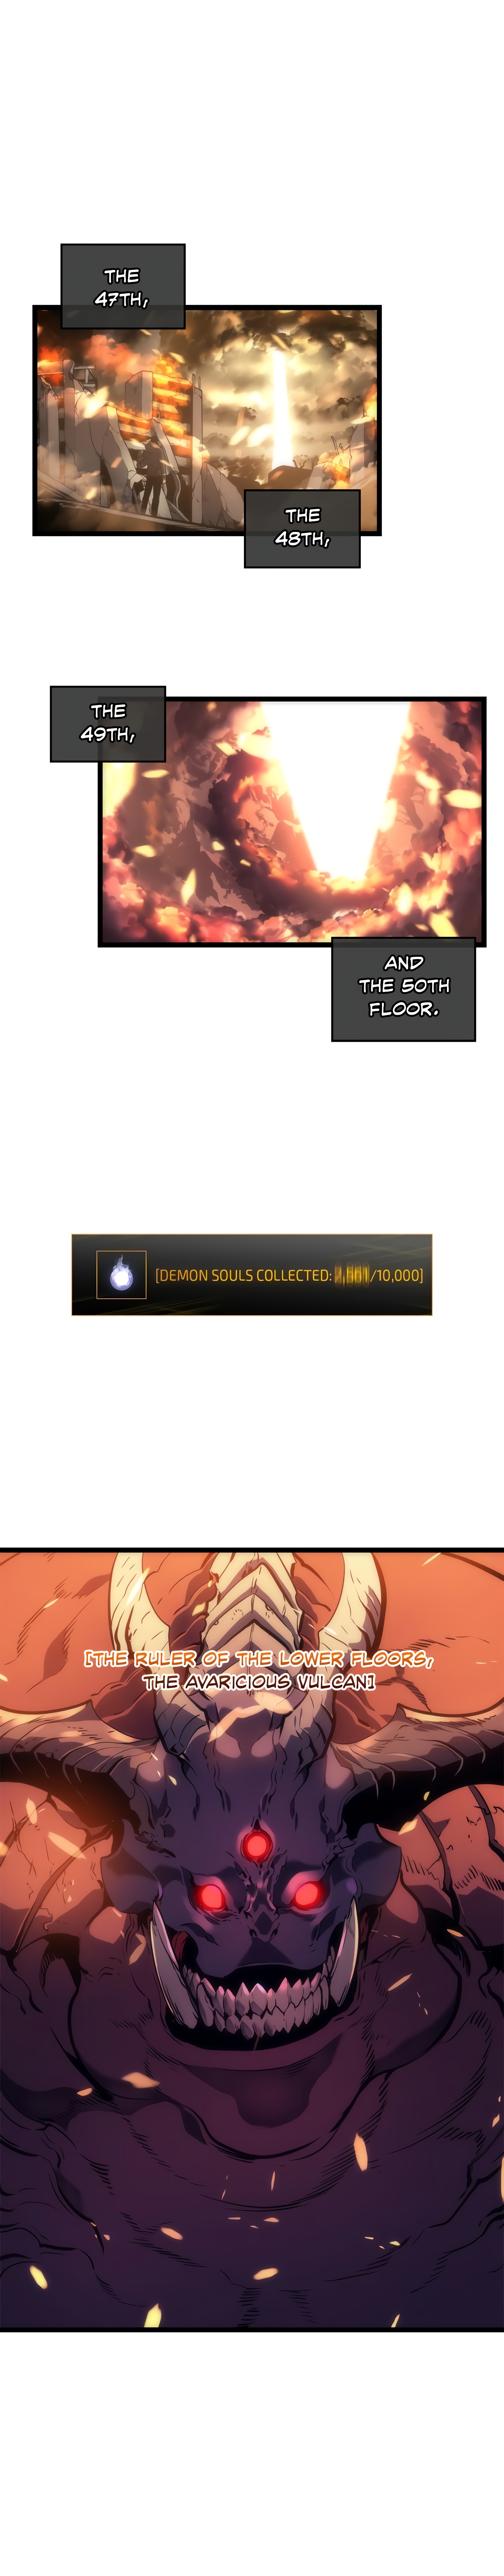 THE
47TH,
THE
48TH,
THE
49TH,
AND
THE 50TH
FLOOR.
[DEMON SOULS COLLECTED: /10,000]
[THE RULER OF THE LOWER FLOORS,
THE AVARICIOUS VULCAN]